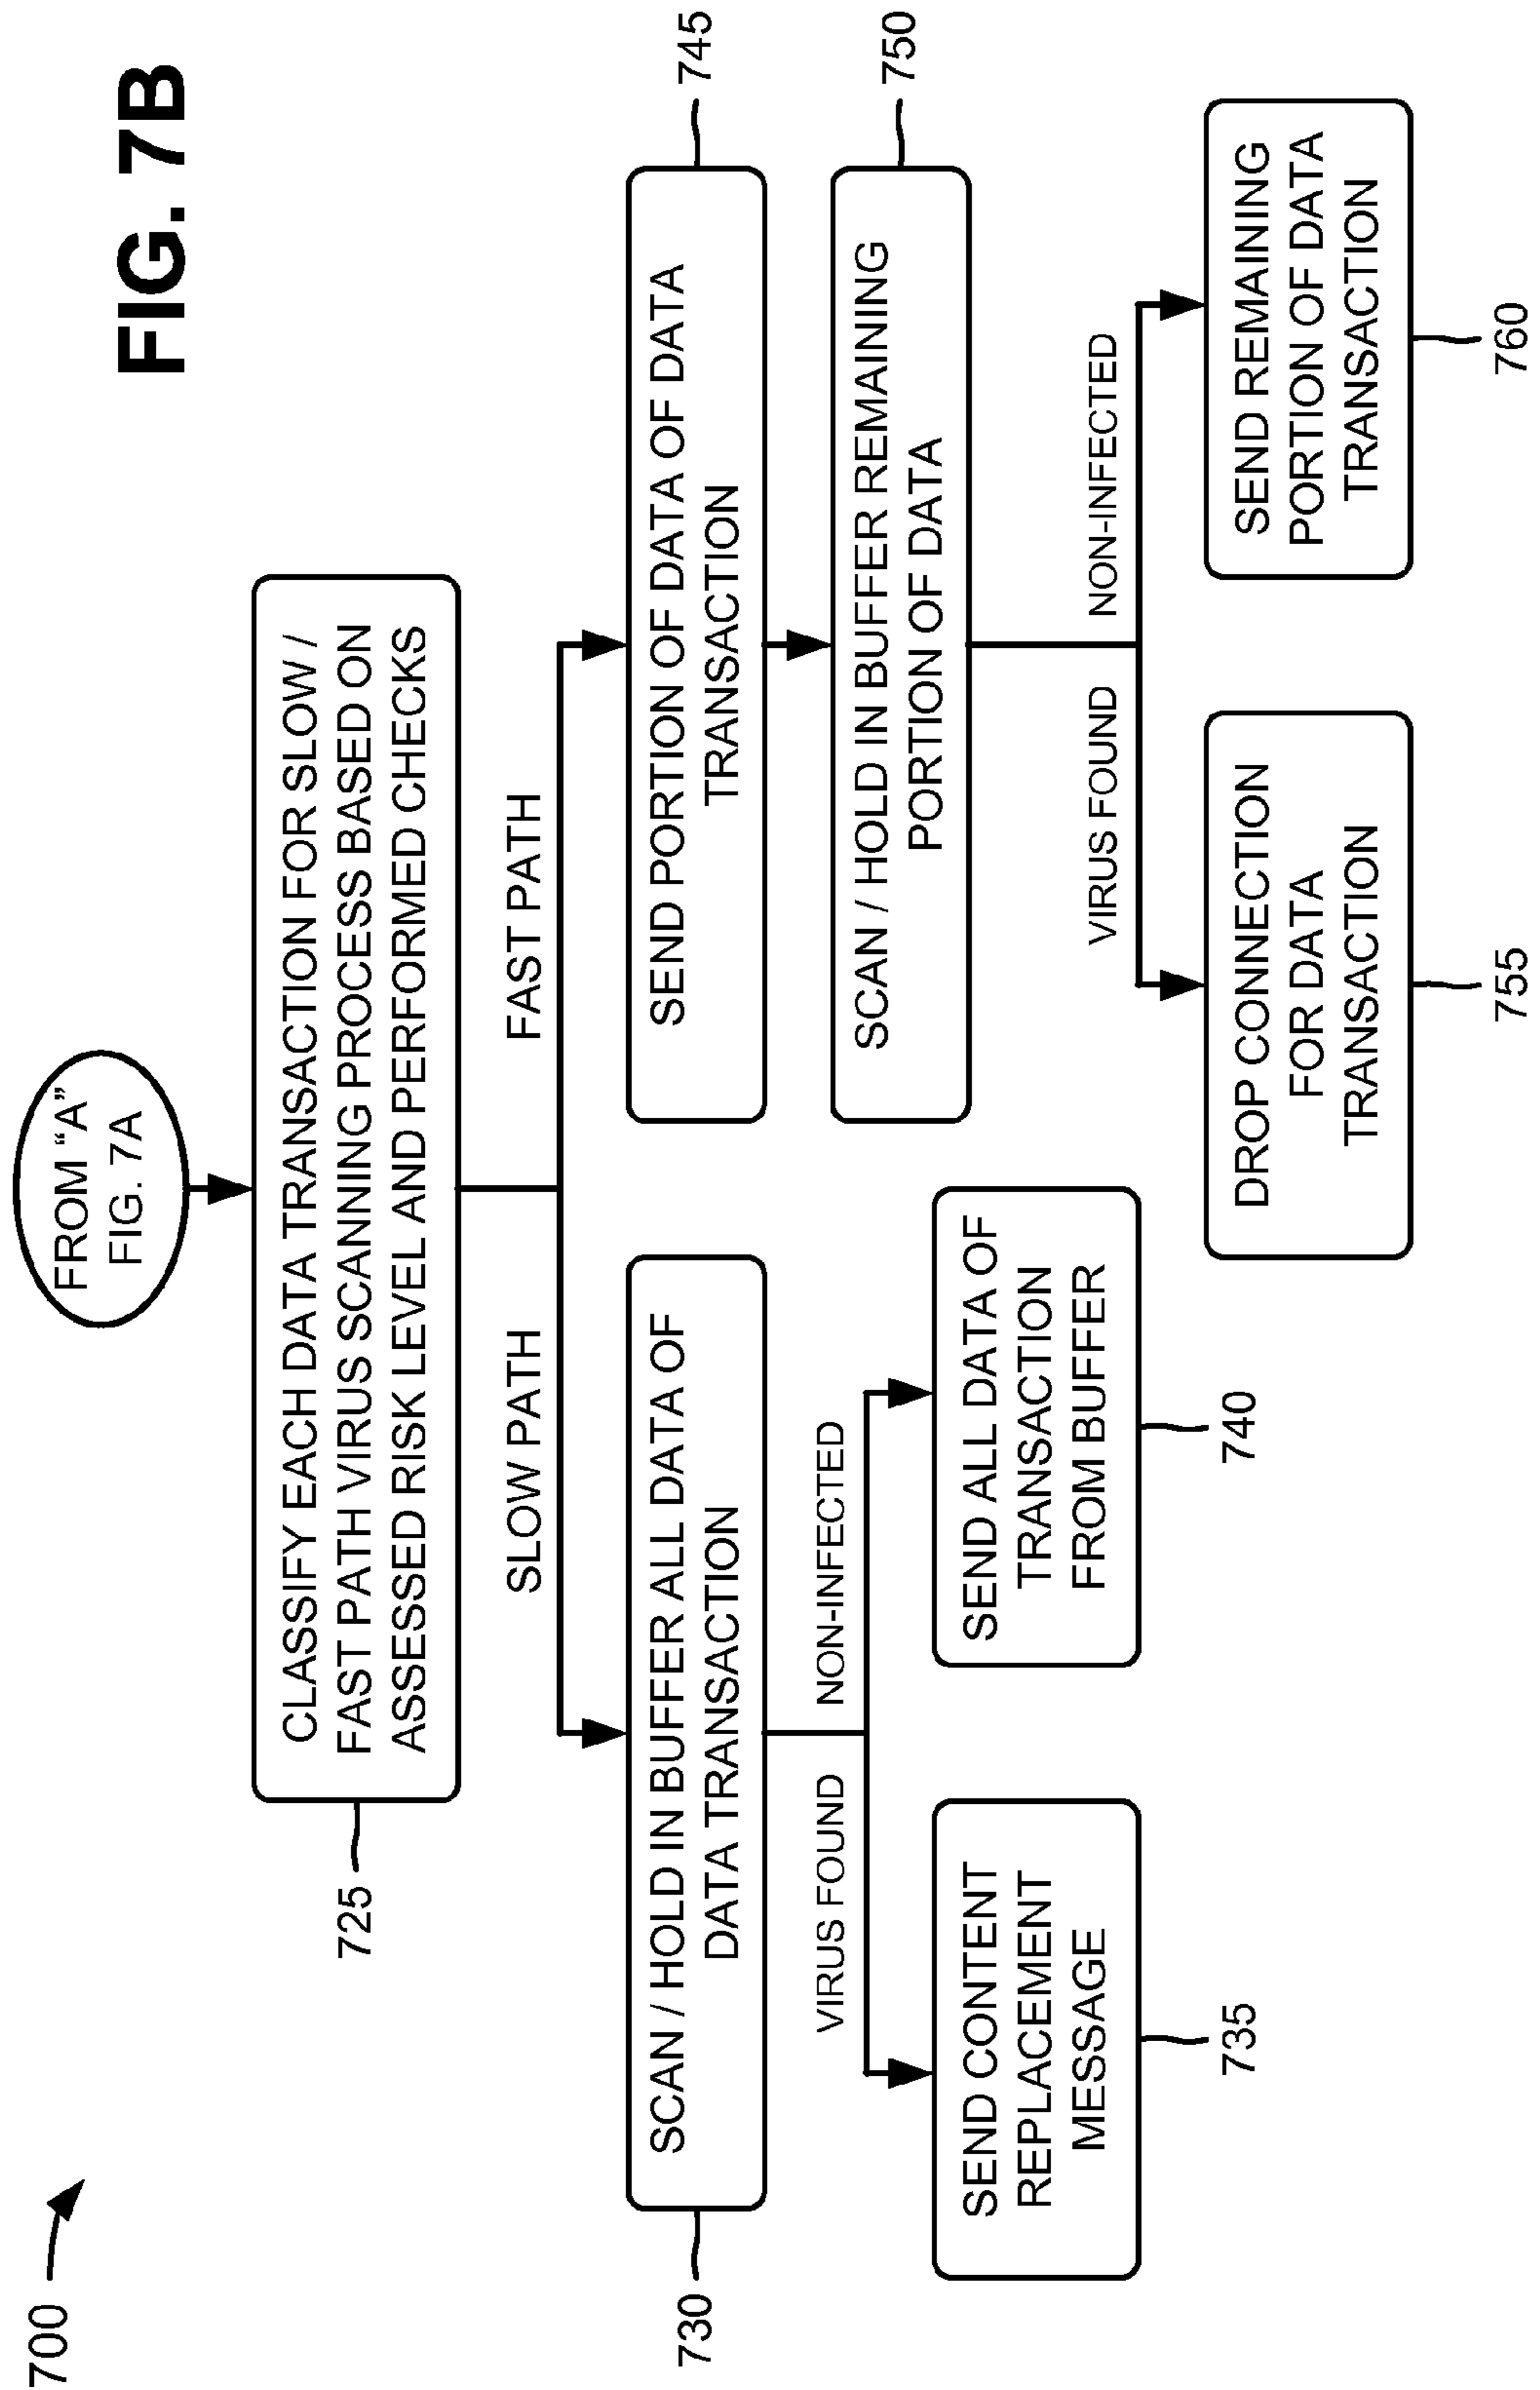 FIG. 7B
700
FROM “A”
FIG. 7A
725
CLASSIFY EACH DATA TRANSACTION FOR SLOW /
FAST PATH VIRUS SCANNING PROCESS BASED ON
ASSESSED RISK LEVEL AND PERFORMED CHECKS
SLOW PATH
FAST PATH
730
SCAN / HOLD IN BUFFER ALL DATA OF
DATA TRANSACTION
SEND PORTION OF DATA OF DATA
TRANSACTION
745
VIRUS FOUND
NON-INFECTED
SCAN / HOLD IN BUFFER REMAINING
PORTION OF DATA
750
SEND CONTENT
REPLACEMENT
MESSAGE
735
SEND ALL DATA OF
TRANSACTION
FROM BUFFER
740
VIRUS FOUND
NON-INFECTED
DROP CONNECTION
FOR DATA
TRANSACTION
755
SEND REMAINING
PORTION OF DATA
TRANSACTION
760